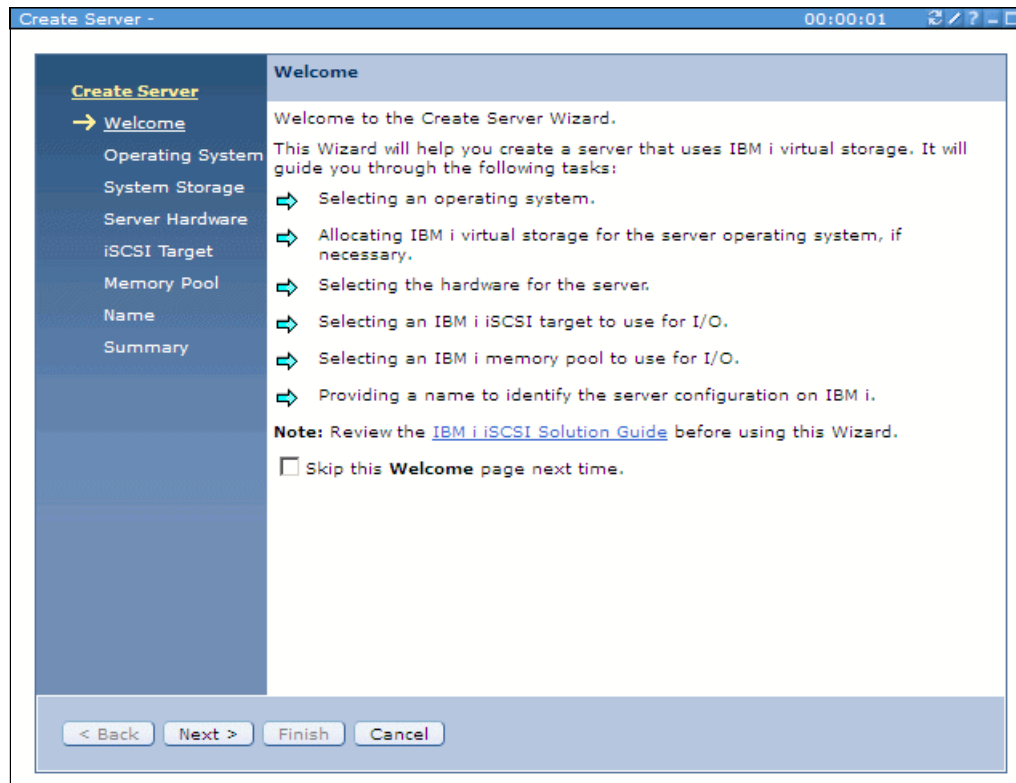 Create Server - 00:00:01 ?
Create Server
Welcome
Operating System
System Storage
Server Hardware
iSCSI Target
Memory Pool
Name
Summary
Welcome
Welcome to the Create Server Wizard.
This Wizard will help you create a server that uses IBM i virtual storage. It will
guide you through the following tasks:
Selecting an operating system.
Allocating IBM i virtual storage for the server operating system, if
necessary.
Selecting the hardware for the server.
Selecting an IBM i iSCSI target to use for I/O.
Selecting an IBM i memory pool to use for I/O.
Providing a name to identify the server configuration on IBM i.
Note: Review the IBM i iSCSI Solution Guide before using this Wizard.
Skip this Welcome page next time.
< Back Next > Finish Cancel